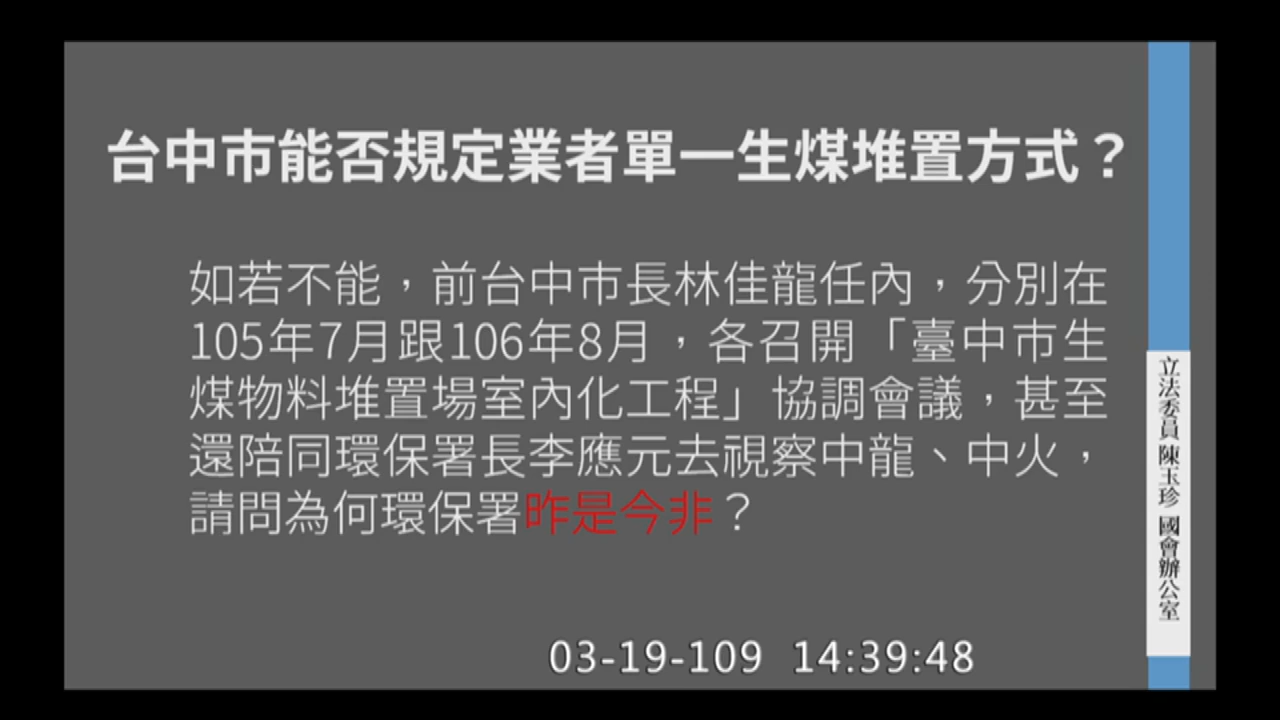 台中市能否規定業者單一生煤堆置方式？
如若不能，前台中市長林佳龍任內，分別在
105年7月跟106年8月，各召開「臺中市生
煤物料堆置場室內化工程」協調會議，甚至
還陪同環保署長李應元去視察中龍、中火，
請問為何環保署昨是今非？
立法委員 陳玉珍 國會辦公室
03-19-109 14:39:48